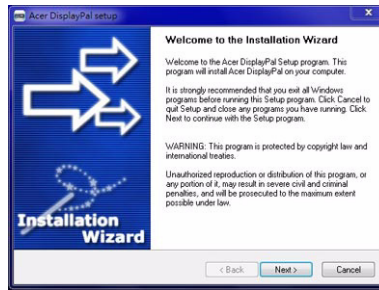 Acer DisplayPal setup
Welcome to the Installation Wizard
Welcome to the Acer DisplayPal Setup program. This
program will install Acer DisplayPal on your computer.
It is strongly recommended that you exit all Windows
programs before running this Setup program. Click Cancel to
quit Setup and close any programs you have running. Click
Next to continue with the Setup program.
WARNING: This program is protected by copyright law and
international treaties.
Unauthorized reproduction or distribution of this program, or
any portion of it, may result in severe civil and criminal
penalties, and will be prosecuted to the maximum extent
possible under law.
Installation
Wizard
< Back
Next >
Cancel